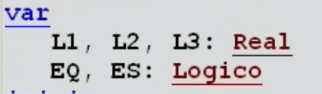 var
L1, L2, L3: Real
EQ, ES: Logico